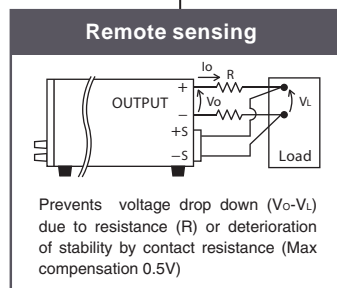 Remote sensing
Io
R
+
OUTPUT
Vo
VL
−
+S
−S
Load
Prevents voltage drop down (Vo-VL)
due to resistance (R) or deterioration
of stability by contact resistance (Max
compensation 0.5V)